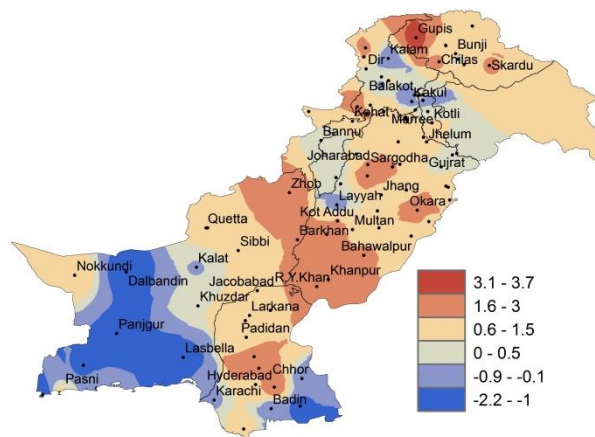 Gupis
Kalam
Bunji
Dir
Chilas
Skardu
Balakot
Kakul
Kohat
Murree
Kotli
Bannu
Jhelum
Joharabad
Sargodha
Gujrat
Zhob
Layyah
Jhang
Okara
Kot Addu
Quetta
Barkhan
Multan
Sibbi
Bahawalpur
Nokkundi
Kalat
Dalbandin
Jacobabad
R.Y.Khan
Khanpur
Khuzdar
Larkana
Panjgur
Padidan
Lasbella
Pasni
Hyderabad
Chhor
Karachi
Badin
3.1 - 3.7
1.6 - 3
0.6 - 1.5
0 - 0.5
-0.9 - -0.1
-2.2 - -1